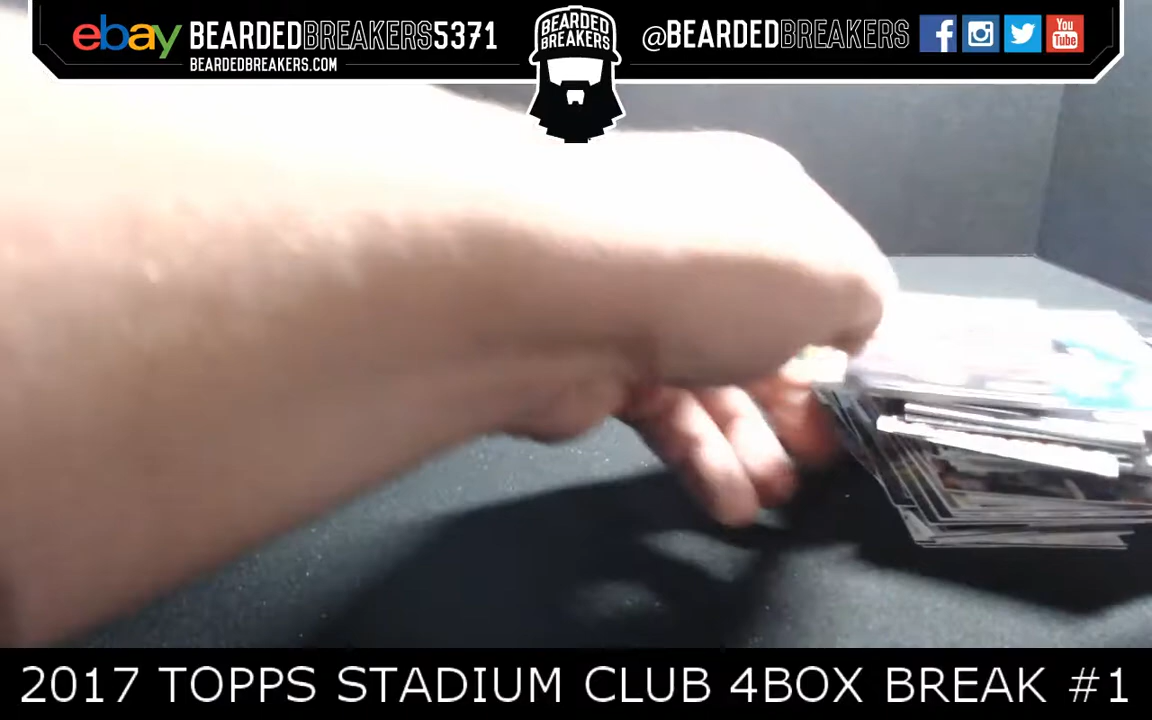 ebay BEARDEDBREAKERS5371
BEARDEDBREAKERS.COM
BEARDED
BREAKERS
@BEARDEDBREAKERS
You
Tube
2017 TOPPS STADIUM CLUB 4BOX BREAK #1